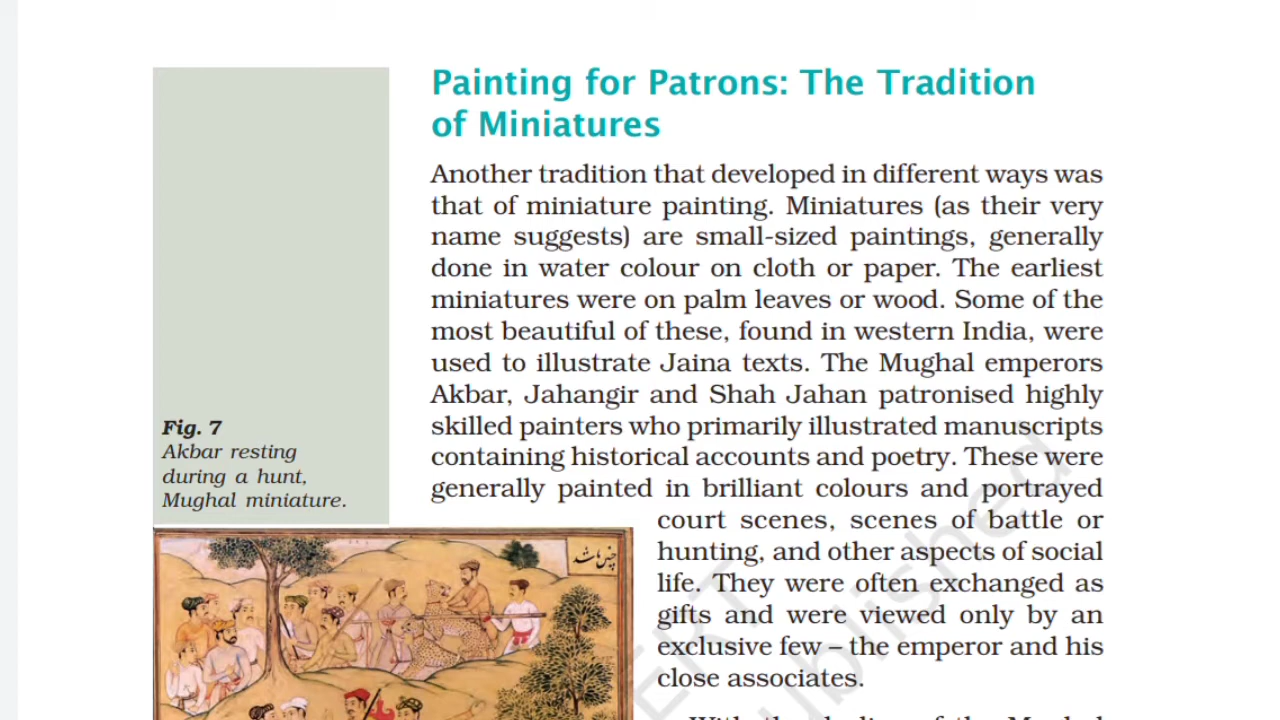 Painting for Patrons: The Tradition
of Miniatures
Another tradition that developed in different ways was
that of miniature painting. Miniatures (as their very
name suggests) are small-sized paintings, generally
done in water colour on cloth or paper. The earliest
miniatures were on palm leaves or wood. Some of the
most beautiful of these, found in western India, were
used to illustrate Jaina texts. The Mughal emperors
Akbar, Jahangir and Shah Jahan patronised highly
skilled painters who primarily illustrated manuscripts
containing historical accounts and poetry. These were
generally painted in brilliant colours and portrayed
court scenes, scenes of battle or
hunting, and other aspects of social
life. They were often exchanged as
gifts and were viewed only by an
exclusive few – the emperor and his
close associates.
Fig. 7
Akbar resting
during a hunt,
Mughal miniature.